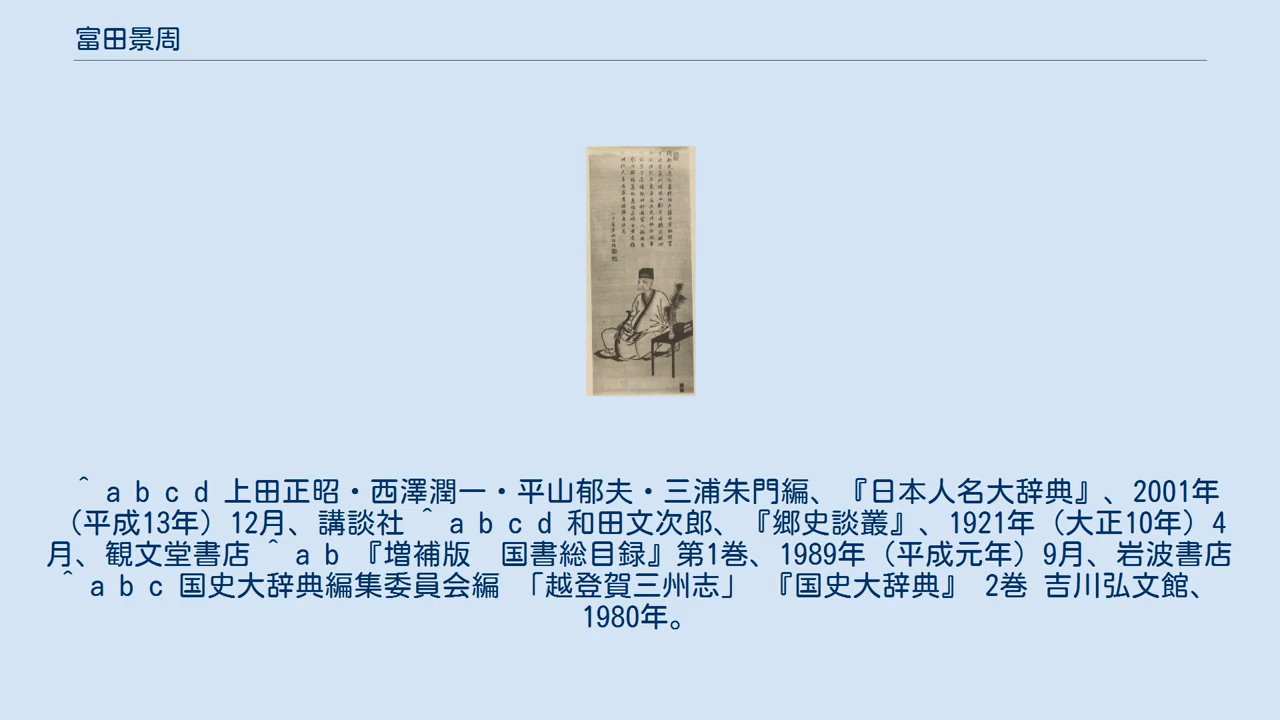 富田景周
^ a b c d 上田正昭・西澤潤一・平山郁夫・三浦朱門編、『日本人名大辞典』、2001年
（平成13年）12月、講談社 ^ a b c d 和田文次郎、『郷史談叢』、1921年（大正10年）4
月、観文堂書店 ^ a b 『増補版　国書総目録』第1巻、1989年（平成元年）9月、岩波書店
^ a b c 国史大辞典編集委員会編 「越登賀三州志」 『国史大辞典』 2巻 吉川弘文館、
1980年。